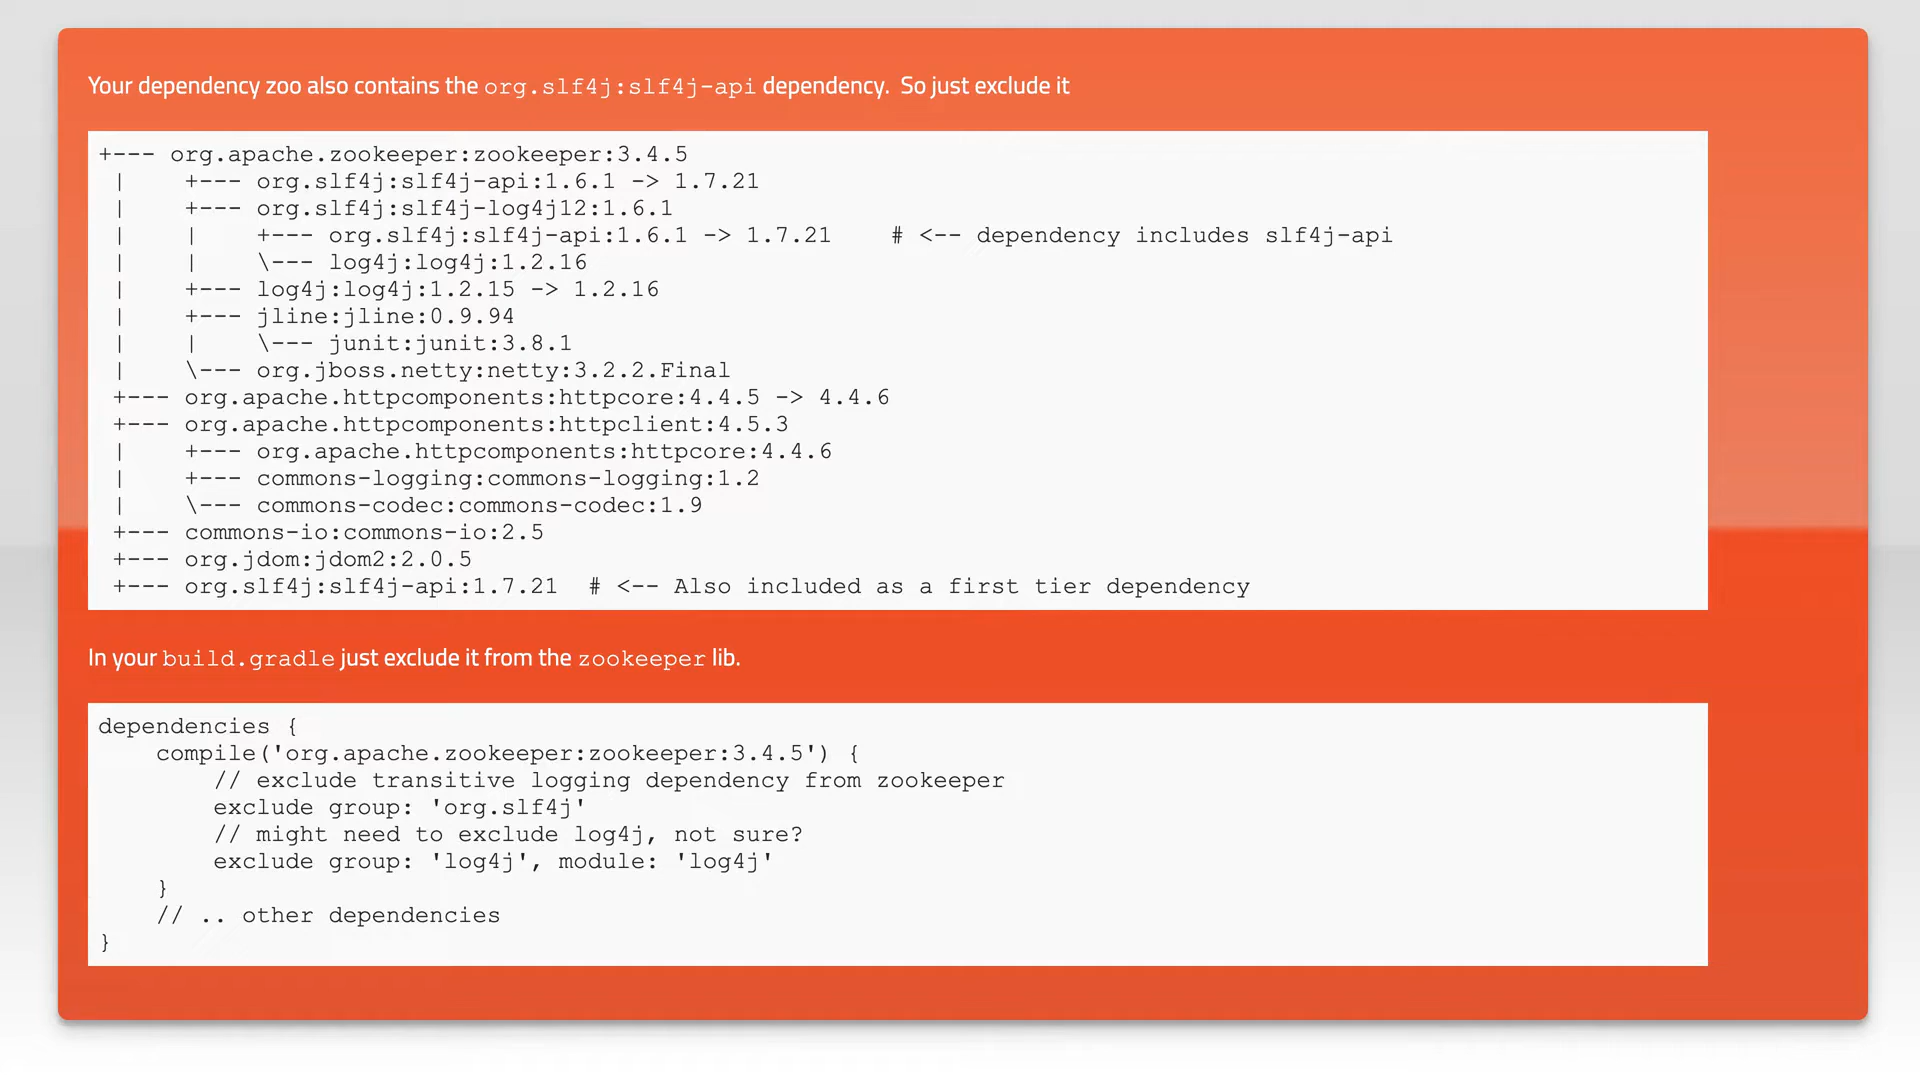 Your dependency zoo also contains the org.slf4j:slf4j-api dependency.  So just exclude it
+--- org.apache.zookeeper:zookeeper:3.4.5
 |    +--- org.slf4j:slf4j-api:1.6.1 -> 1.7.21
 |    +--- org.slf4j:slf4j-log4j12:1.6.1
 |    |    +--- org.slf4j:slf4j-api:1.6.1 -> 1.7.21    # <-- dependency includes slf4j-api
 |    |    \--- log4j:log4j:1.2.16
 |    +--- log4j:log4j:1.2.15 -> 1.2.16
 |    +--- jline:jline:0.9.94
 |    |    \--- junit:junit:3.8.1
 |    \--- org.jboss.netty:netty:3.2.2.Final
 +--- org.apache.httpcomponents:httpcore:4.4.5 -> 4.4.6
 +--- org.apache.httpcomponents:httpclient:4.5.3
 |    +--- org.apache.httpcomponents:httpcore:4.4.6
 |    +--- commons-logging:commons-logging:1.2
 |    \--- commons-codec:commons-codec:1.9
 +--- commons-io:commons-io:2.5
 +--- org.jdom:jdom2:2.0.5
 +--- org.slf4j:slf4j-api:1.7.21  # <-- Also included as a first tier dependency
In your build.gradle just exclude it from the zookeeper lib.
dependencies {
    compile('org.apache.zookeeper:zookeeper:3.4.5') {
        // exclude transitive logging dependency from zookeeper
        exclude group: 'org.slf4j'
        // might need to exclude log4j, not sure?
        exclude group: 'log4j', module: 'log4j'
    }
    // .. other dependencies
}